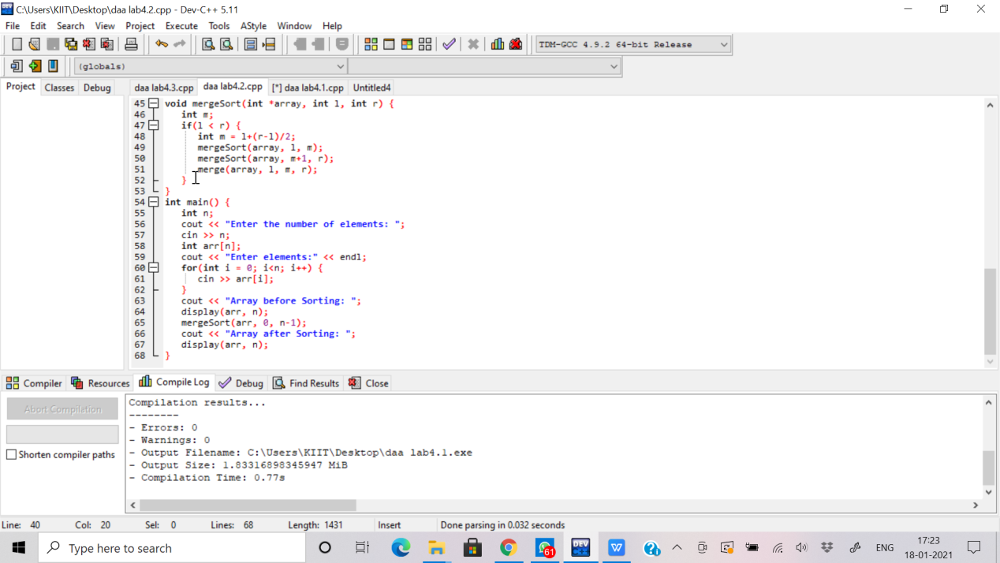 C:\Users\KIIT\Desktop\daa lab4.2.cpp - Dev-C++ 5.11
File Edit Search View Project Execute Tools AStyle Window Help
TDM-GCC 4.9.2 64-bit Release
(globals)
Project Classes Debug daa lab4.3.cpp daa lab4.2.cpp [*] daa lab4.1.cpp Untitled4
45 void mergeSort(int *array, int l, int r) {
46 int m;
47 if(l < r) {
48 int m = l+(r-l)/2;
49 mergeSort(array, l, m);
50 mergeSort(array, m+1, r);
51 merge(array, l, m, r);
52 }
53 }
54 int main() {
55 int n;
56 cout << "Enter the number of elements: ";
57 cin >> n;
58 int arr[n];
59 cout << "Enter elements:" << endl;
60 for(int i = 0; i<n; i++) {
61 cin >> arr[i];
62 }
63 cout << "Array before Sorting: ";
64 display(arr, n);
65 mergeSort(arr, 0, n-1);
66 cout << "Array after Sorting: ";
67 display(arr, n);
68 }
Compiler Resources Compile Log Debug Find Results Close
Abort Compilation
Shorten compiler paths
Compilation results...
--------
- Errors: 0
- Warnings: 0
- Output Filename: C:\Users\KIIT\Desktop\daa lab4.1.exe
- Output Size: 1.83316898345947 MiB
- Compilation Time: 0.77s
Line: 40 Col: 20 Sel: 0 Lines: 68 Length: 1431 Insert Done parsing in 0.032 seconds
Type here to search
61
DEV
W
ENG
17:23
18-01-2021